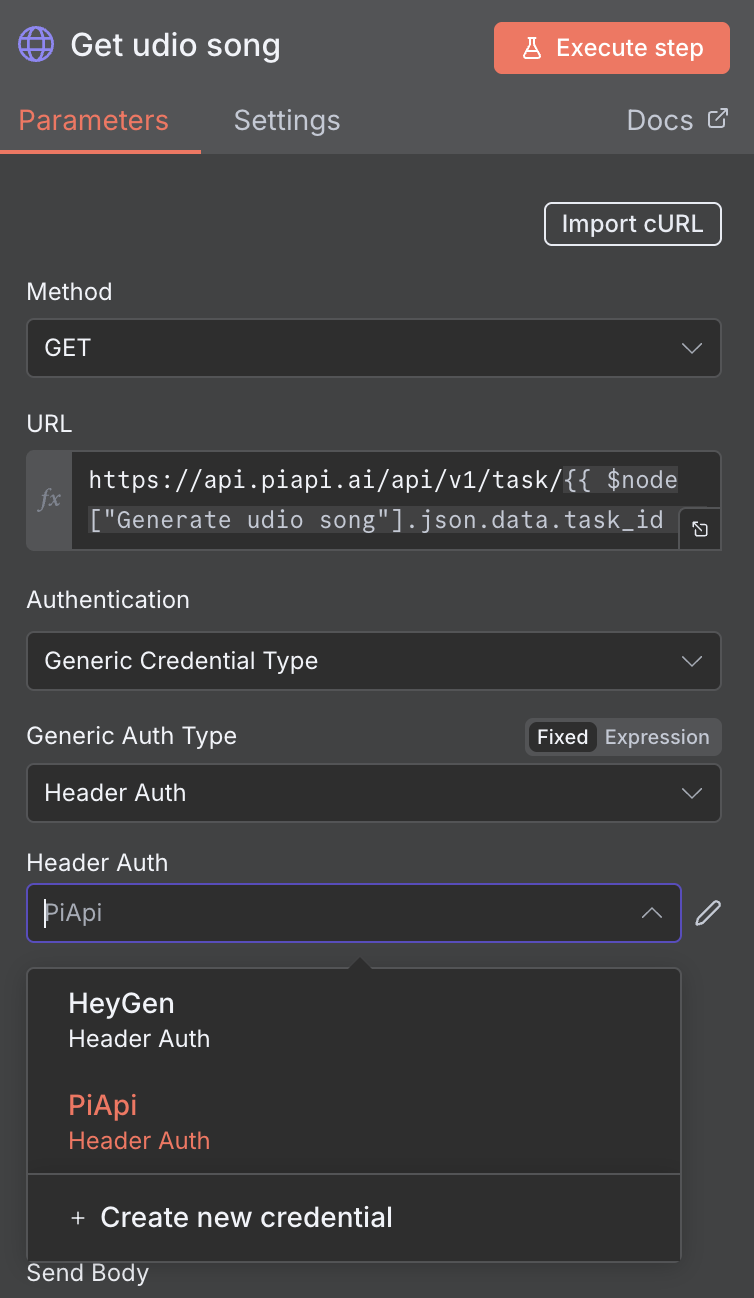 Get udio song
Execute step
Parameters
Settings
Docs
Import cURL
Method
GET
URL
fx
https://api.piapi.ai/api/v1/task/{{ $node
["Generate udio song"].json.data.task_id
Authentication
Generic Credential Type
Generic Auth Type
Fixed
Expression
Header Auth
Header Auth
PiApi
HeyGen
Header Auth
PiApi
Header Auth
+ Create new credential
Send Body